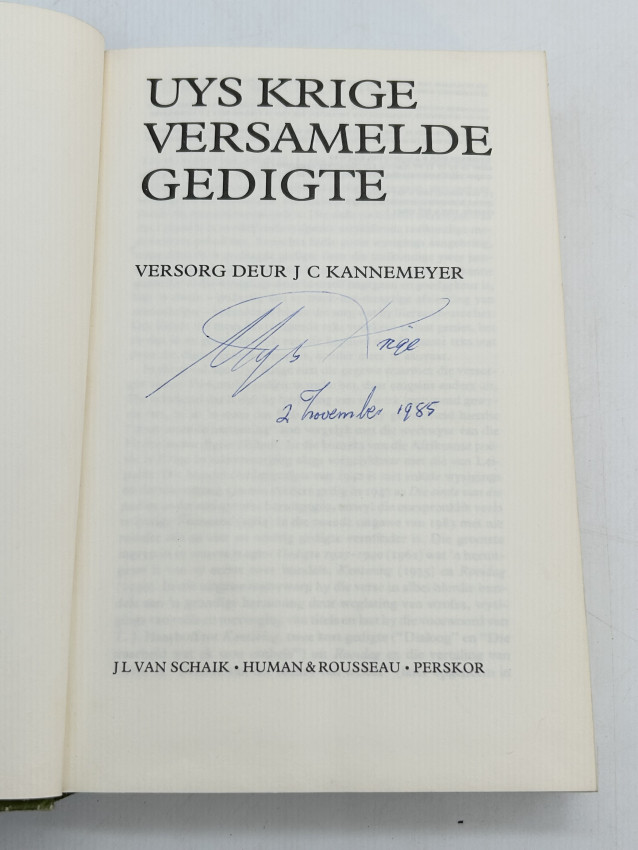 UYS KRIGE
VERSAMELDE
GEDIGTE
VERSORG DEUR J C KANNEMEYER
Uys Krige
2 November 1985
J L VAN SCHAIK • HUMAN & ROUSSEAU • PERSKOR